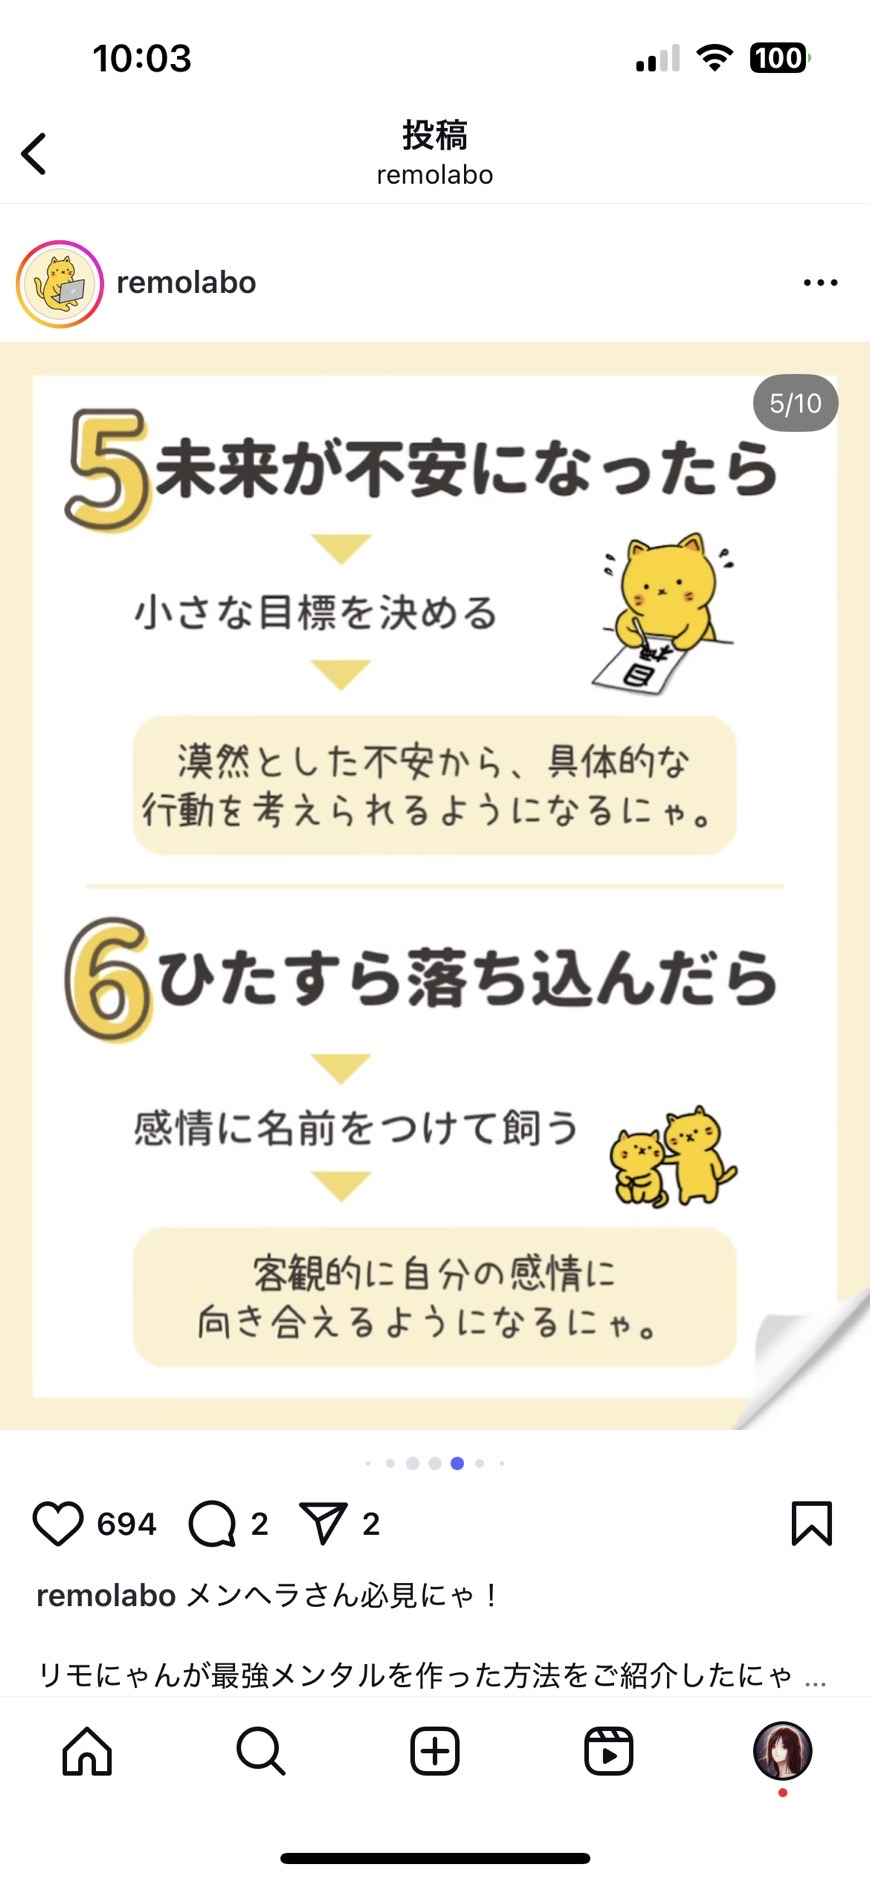 10:03
100
投稿
remolabo
remolabo
5/10
5 未来が不安になったら
小さな目標を決める
目標
漠然とした不安から、具体的な
行動を考えられるようになるにゃ。
6 ひたすら落ち込んだら
感情に名前をつけて飼う
客観的に自分の感情に
向き合えるようになるにゃ。
694 2 2
remolabo メンヘラさん必見にゃ！
リモにゃんが最強メンタルを作った方法をご紹介したにゃ ...